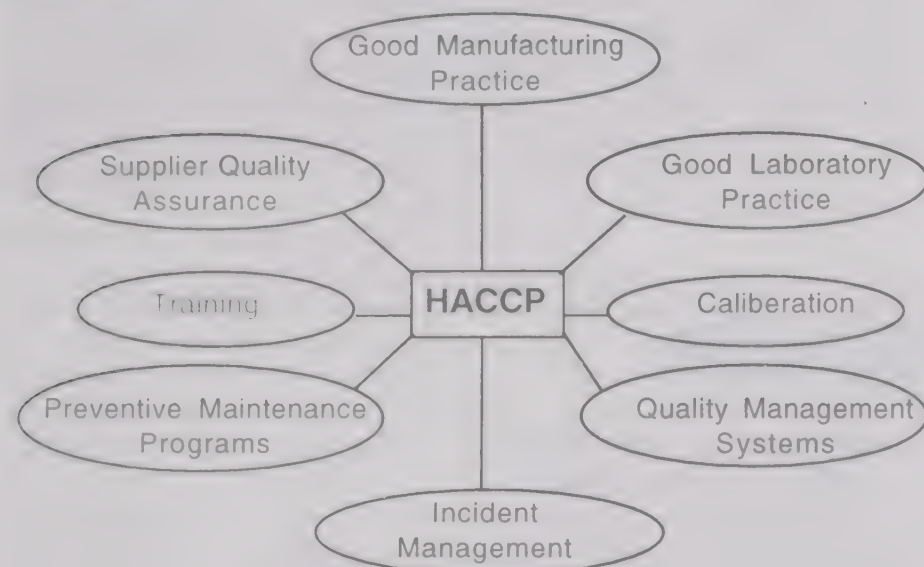 Good Manufacturing
Practice
Supplier Quality
Assurance
Good Laboratory
Practice
Training
HACCP
Caliberation
Preventive Maintenance
Programs
Quality Management
Systems
Incident
Management